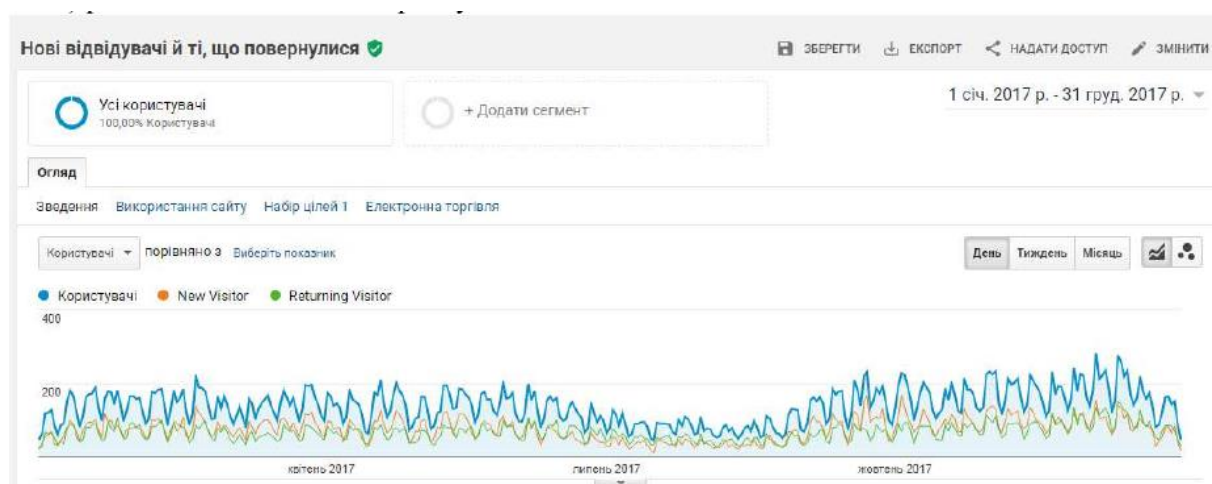 Нові відвідувачі й ті, що повернулися
ЗБЕРЕГТИ ЕКСПОРТ НАДАТИ ДОСТУП ЗМІНИТИ
Усі користувачі
100,00% Користувачі
+ Додати сегмент
1 січ. 2017 р. - 31 груд. 2017 р.
Огляд
Зведення Використання сайту Набір цілей 1 Електронна торгівля
Користувачі порівняно з Виберіть показник
День Тиждень Місяць
Користувачі New Visitor Returning Visitor
400
200
квітень 2017 липень 2017 жовтень 2017